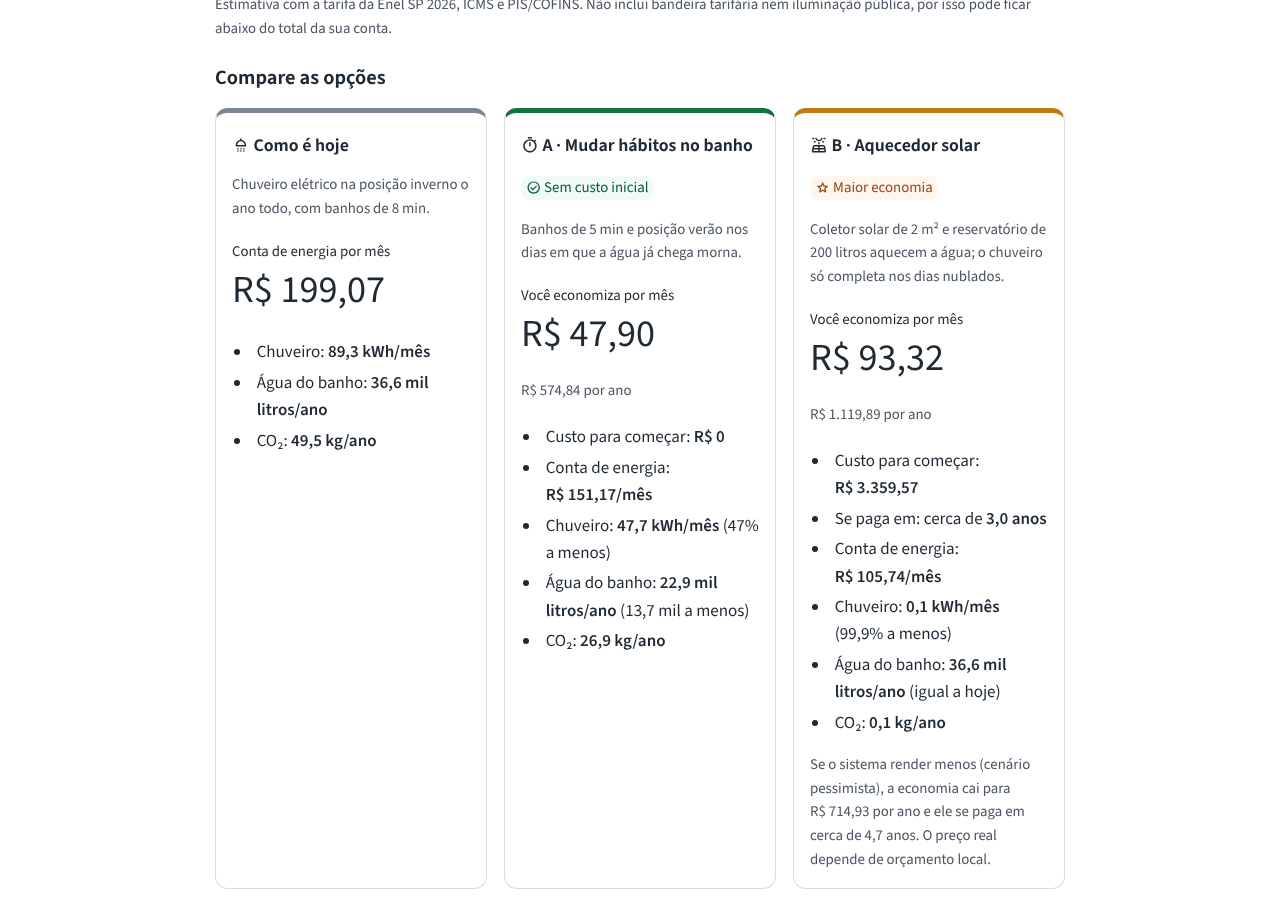 Estimativa com a tarifa da Enel SP 2026, ICMS e PIS/COFINS. Não inclui bandeira tarifária nem iluminação pública, por isso pode ficar
abaixo do total da sua conta.
Compare as opções
Como é hoje
Chuveiro elétrico na posição inverno o
ano todo, com banhos de 8 min.
Conta de energia por mês
R$ 199,07
• Chuveiro: 89,3 kWh/mês
• Água do banho: 36,6 mil
litros/ano
• CO₂: 49,5 kg/ano
A · Mudar hábitos no banho
Sem custo inicial
Banhos de 5 min e posição verão nos
dias em que a água já chega morna.
Você economiza por mês
R$ 47,90
R$ 574,84 por ano
• Custo para começar: R$ 0
• Conta de energia:
R$ 151,17/mês
• Chuveiro: 47,7 kWh/mês (47%
a menos)
• Água do banho: 22,9 mil
litros/ano (13,7 mil a menos)
• CO₂: 26,9 kg/ano
B · Aquecedor solar
Maior economia
Coletor solar de 2 m² e reservatório de
200 litros aquecem a água; o chuveiro
só completa nos dias nublados.
Você economiza por mês
R$ 93,32
R$ 1.119,89 por ano
• Custo para começar:
R$ 3.359,57
• Se paga em: cerca de 3,0 anos
• Conta de energia:
R$ 105,74/mês
• Chuveiro: 0,1 kWh/mês
(99,9% a menos)
• Água do banho: 36,6 mil
litros/ano (igual a hoje)
• CO₂: 0,1 kg/ano
Se o sistema render menos (cenário
pessimista), a economia cai para
R$ 714,93 por ano e ele se paga em
cerca de 4,7 anos. O preço real
depende de orçamento local.